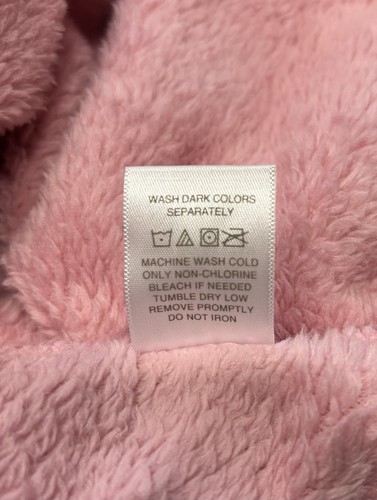 WASH DARK COLORS
SEPARATELY
MACHINE WASH COLD
ONLY NON-CHLORINE
BLEACH IF NEEDED
TUMBLE DRY LOW
REMOVE PROMPTLY
DO NOT IRON